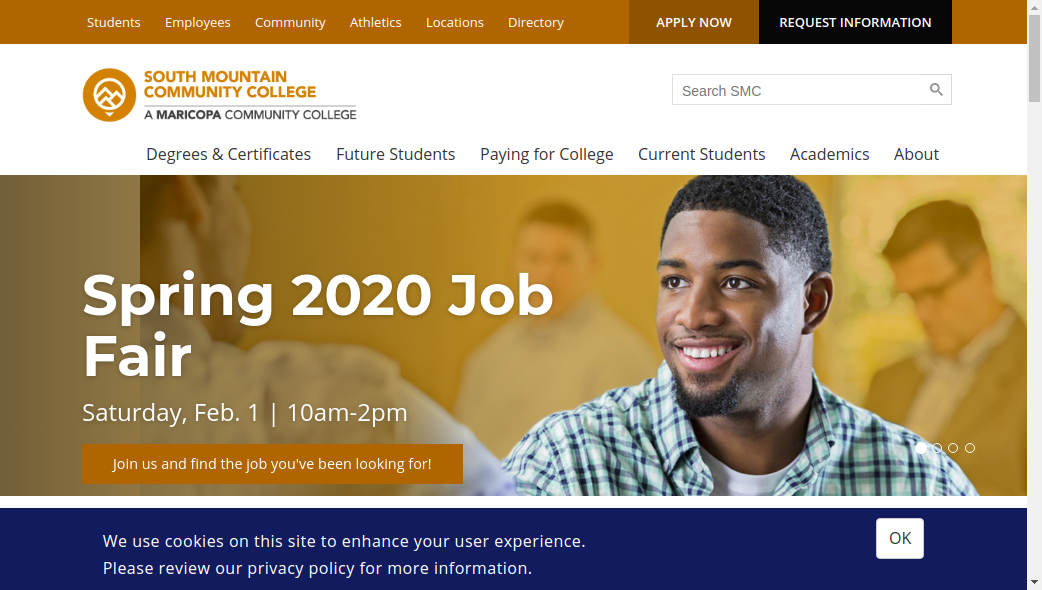 Students Employees Community Athletics Locations Directory APPLY NOW REQUEST INFORMATION
SOUTH MOUNTAIN
COMMUNITY COLLEGE
A MARICOPA COMMUNITY COLLEGE
Search SMC
Degrees & Certificates Future Students Paying for College Current Students Academics About
Spring 2020 Job
Fair
Saturday, Feb. 1 | 10am-2pm
Join us and find the job you've been looking for!
We use cookies on this site to enhance your user experience.
Please review our privacy policy for more information.
OK